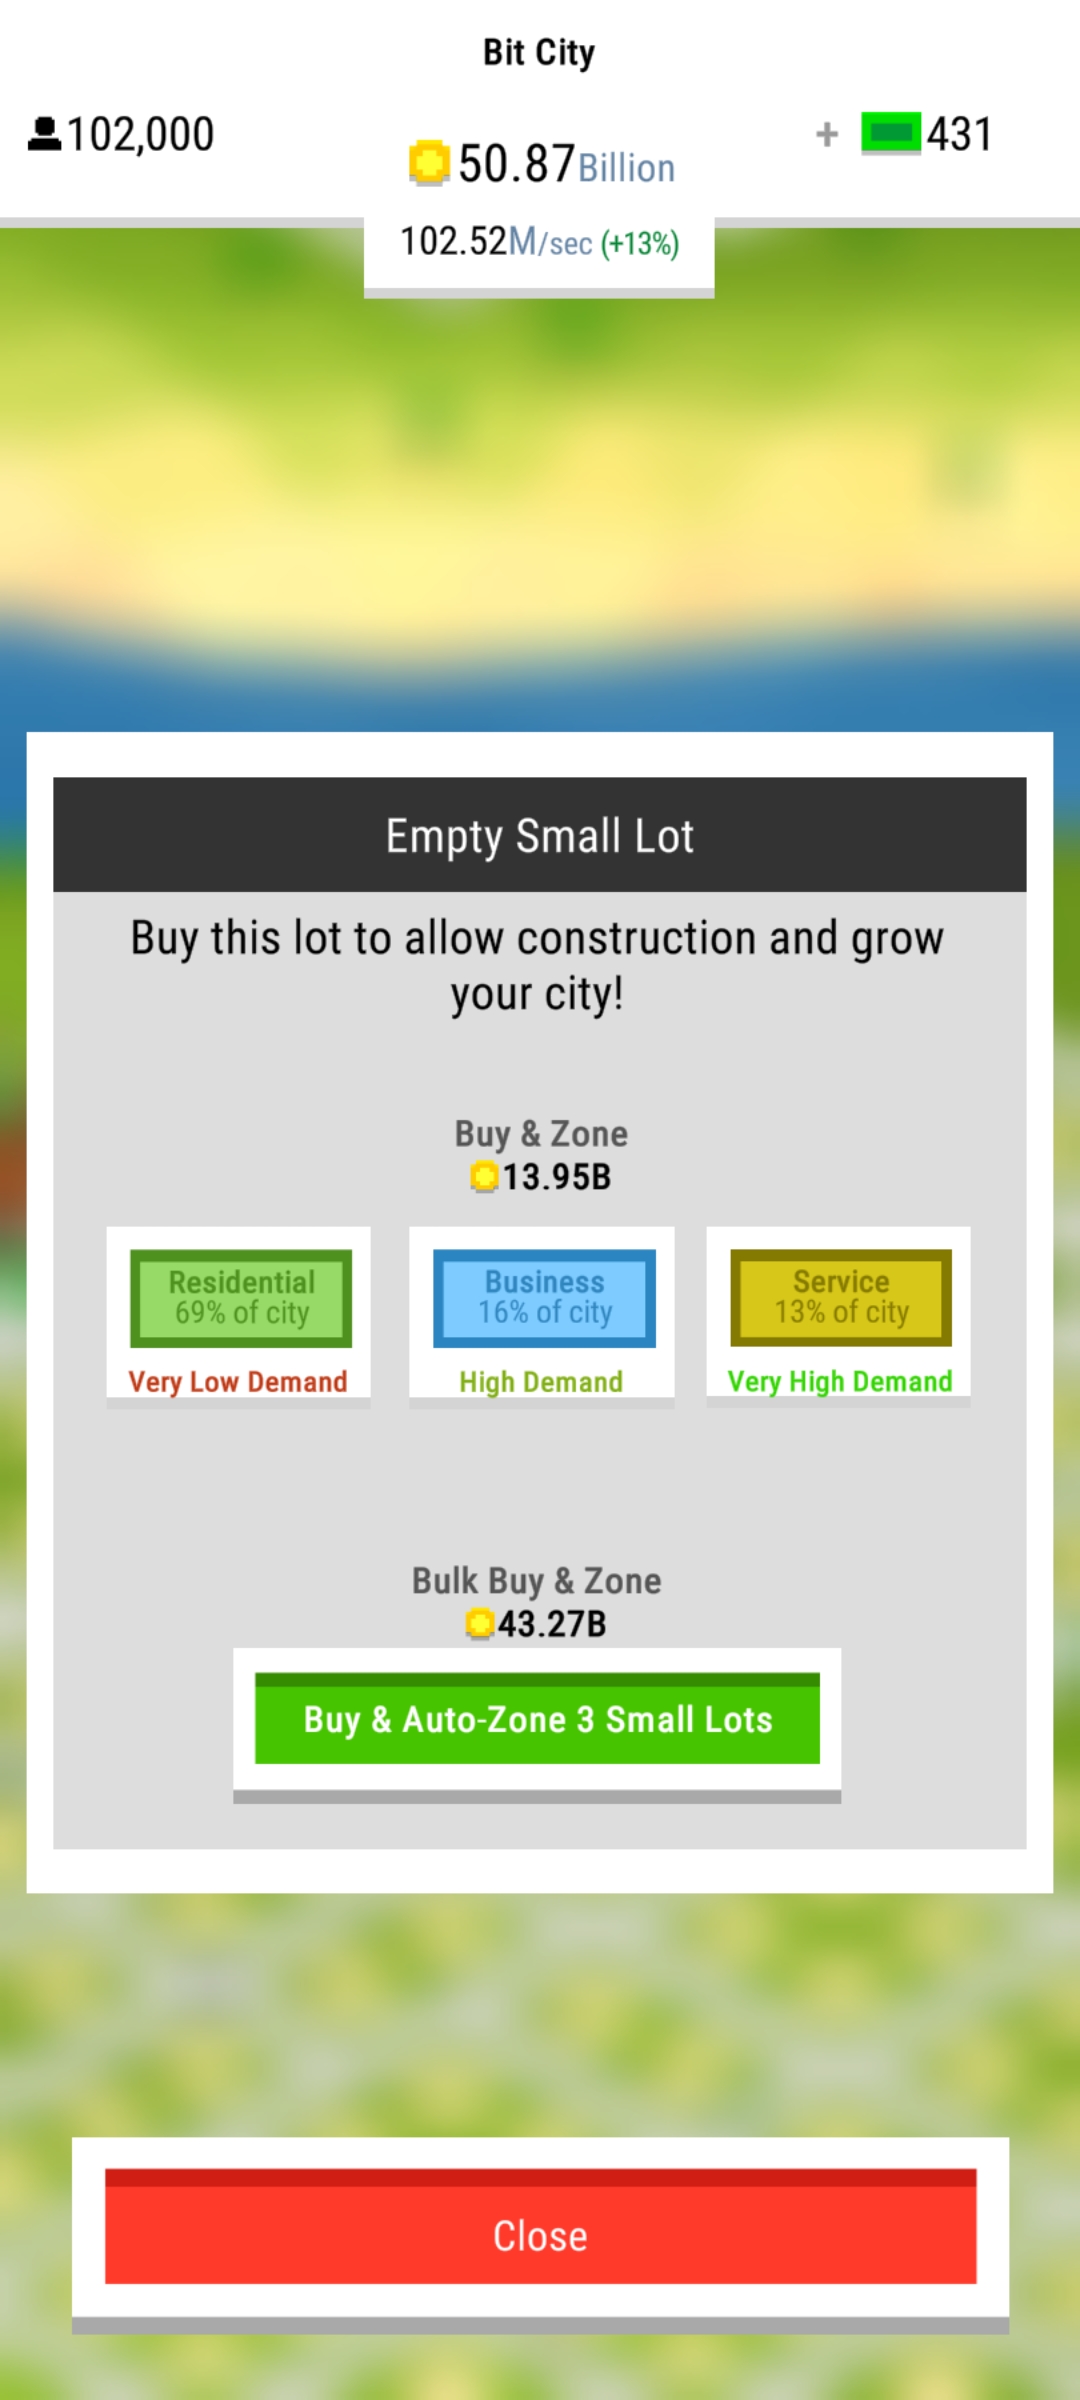 Bit City
102,000
50.87Billion
+ 431
102.52M/sec (+13%)
Empty Small Lot
Buy this lot to allow construction and grow
your city!
Buy & Zone
13.95B
Residential
69% of city
Very Low Demand
Business
16% of city
High Demand
Service
13% of city
Very High Demand
Bulk Buy & Zone
43.27B
Buy & Auto-Zone 3 Small Lots
Close